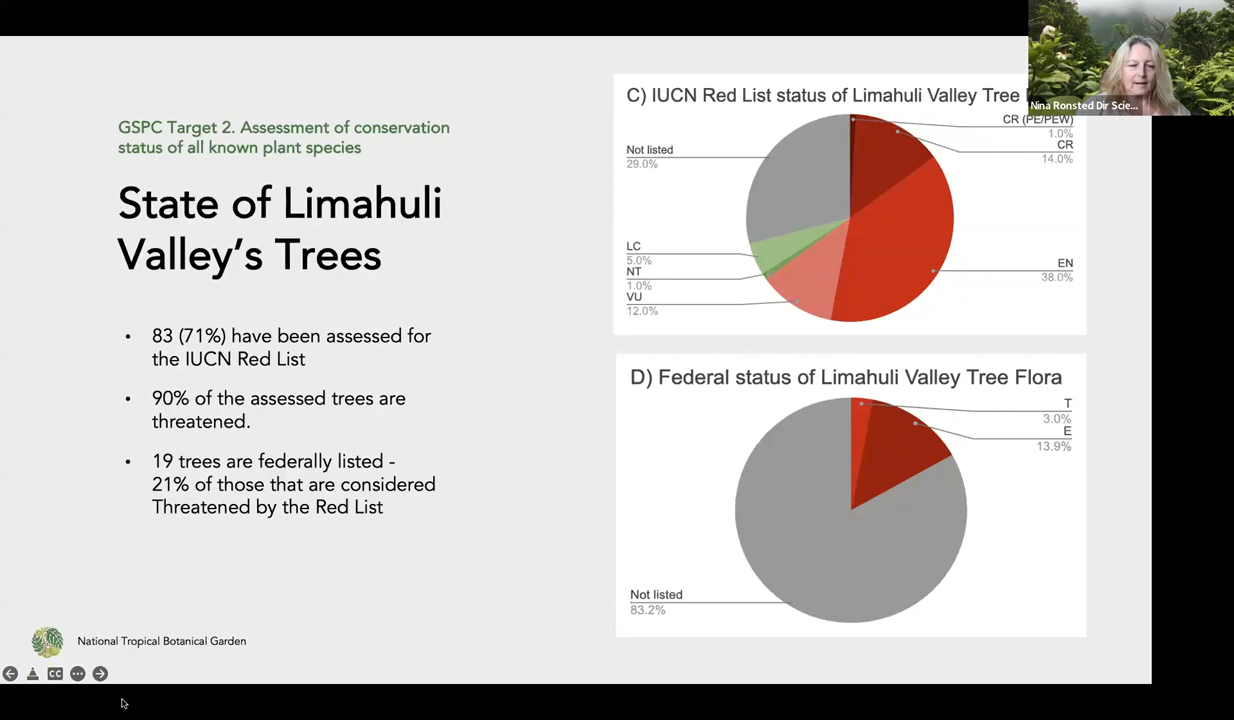 GSPC Target 2. Assessment of conservation
status of all known plant species
State of Limahuli
Valley's Trees
• 83 (71%) have been assessed for
the IUCN Red List
• 90% of the assessed trees are
threatened.
• 19 trees are federally listed -
21% of those that are considered
Threatened by the Red List
National Tropical Botanical Garden
CC
C) IUCN Red List status of Limahuli Valley Tree
Nina Ronsted Dir Scie...
CR (PE/PEW)
1.0%
CR
14.0%
Not listed
29.0%
LC
5.0%
NT
1.0%
VU
12.0%
EN
38.0%
D) Federal status of Limahuli Valley Tree Flora
T
3.0%
E
13.9%
Not listed
83.2%